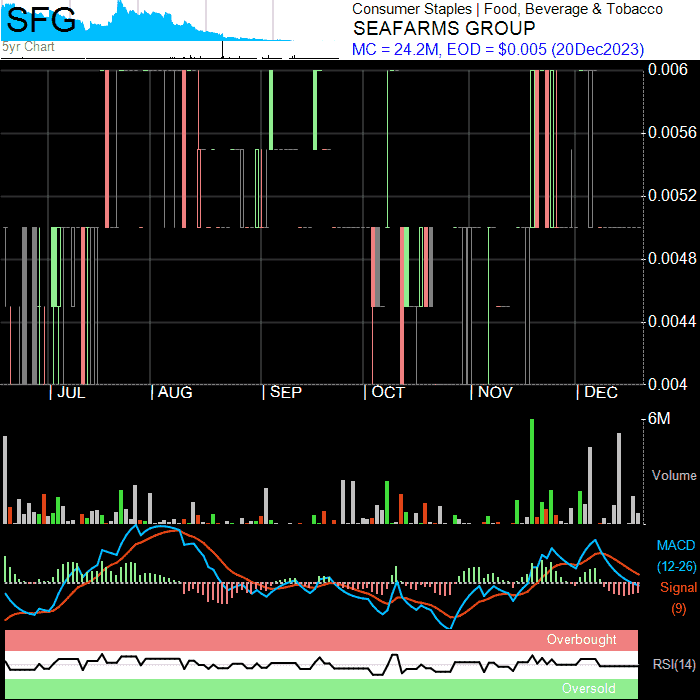 SFG
5yr Chart
Consumer Staples | Food, Beverage & Tobacco
SEAFARMS GROUP
MC = 24.2M, EOD = $0.005 (20Dec2023)
0.006
0.0056
0.0052
0.0048
0.0044
0.004
| JUL | AUG | SEP | OCT | NOV | DEC
6M
Volume
MACD
(12-26)
Signal
(9)
Overbought
RSI(14)
Oversold